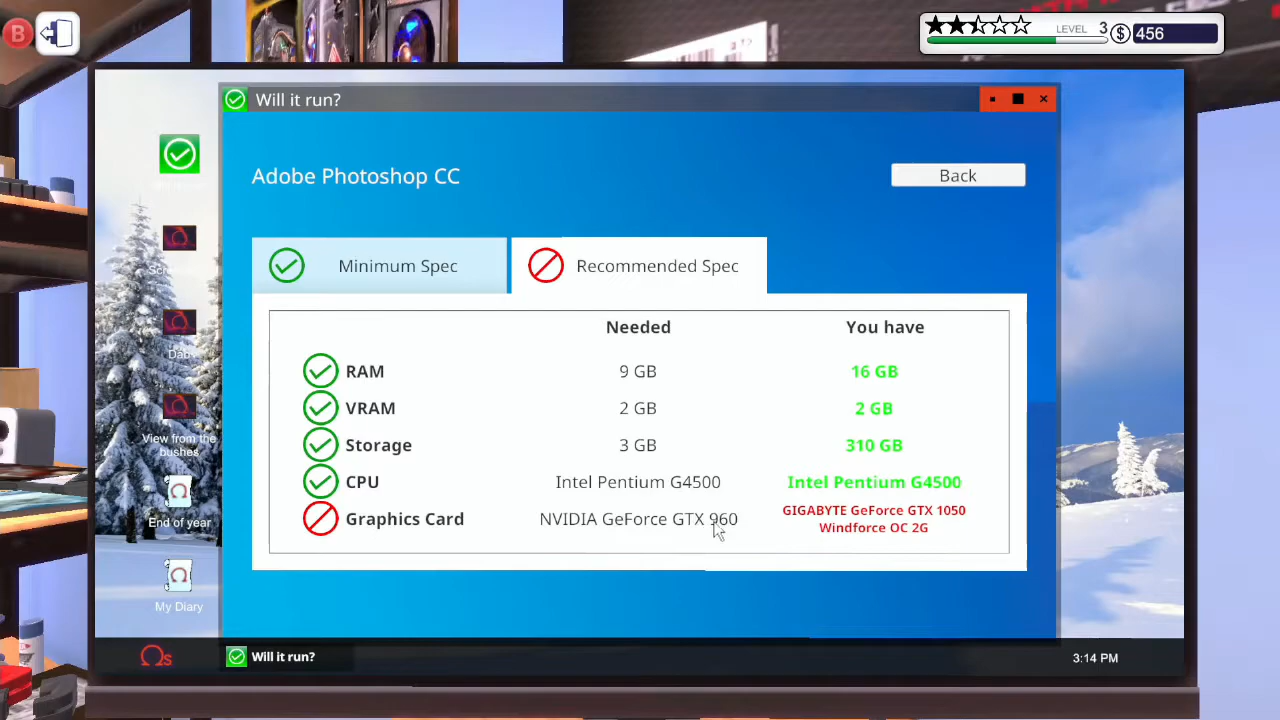 B
LEVEL 3 $ 456
Will it run?
Adobe Photoshop CC
Back
Minimum Spec
Recommended Spec
Needed
You have
RAM 9 GB 16 GB
VRAM 2 GB 2 GB
Storage 3 GB 310 GB
CPU Intel Pentium G4500 Intel Pentium G4500
Graphics Card NVIDIA GeForce GTX 960 GIGABYTE GeForce GTX 1050
Windforce OC 2G
View from the
bushes
End of year
My Diary
Ωs Will it run? 3:14 PM